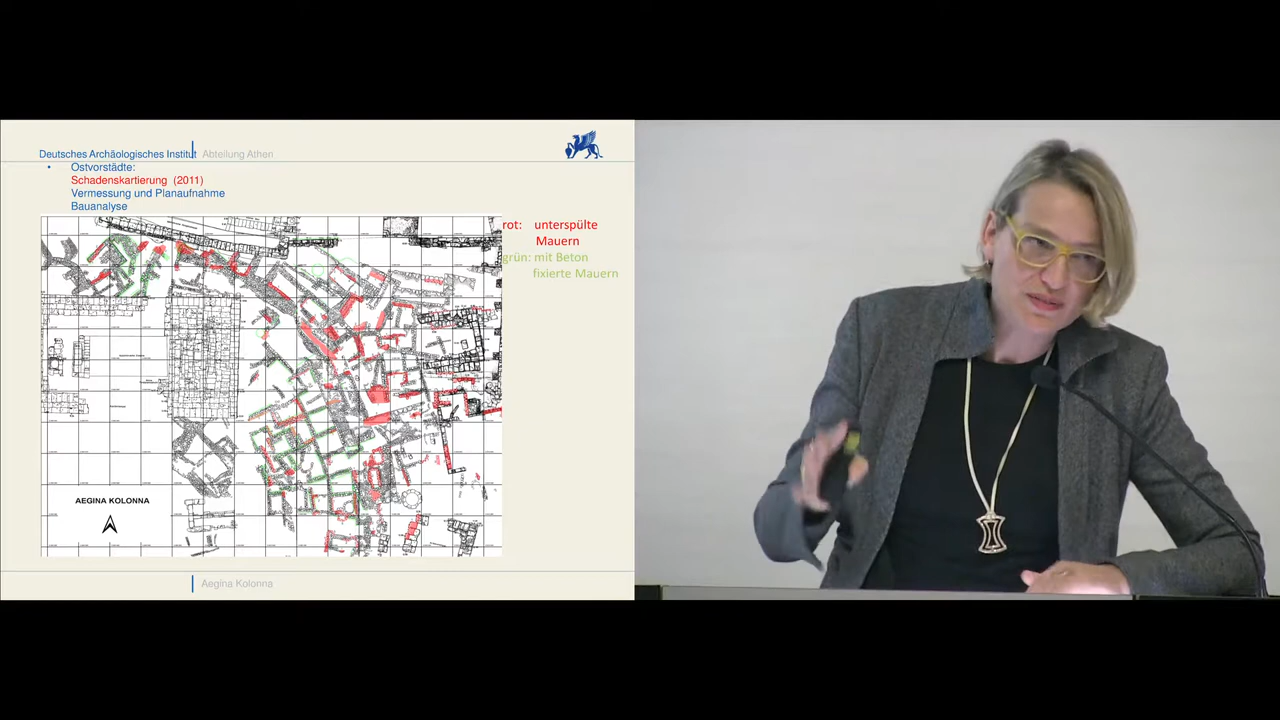 Deutsches Archäologisches Institut Abteilung Athen
• Ostvorstädte:
Schadenskartierung (2011)
Vermessung und Planaufnahme
Bauanalyse
rot: unterspülte
Mauern
grün: mit Beton
fixierte Mauern
AEGINA KOLONNA
Aegina Kolonna